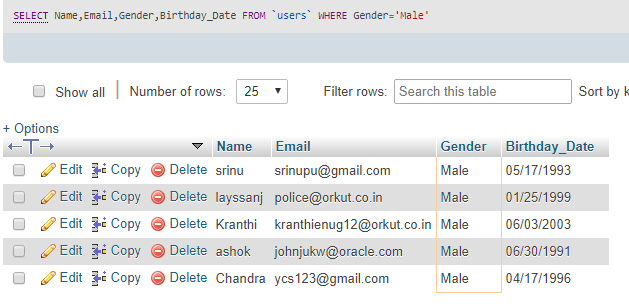 SELECT Name,Email,Gender,Birthday_Date FROM `users` WHERE Gender='Male'
Show all | Number of rows: 25 Filter rows: Search this table Sort by k
+ Options
Name Email Gender Birthday_Date
Edit Copy Delete srinu srinupu@gmail.com Male 05/17/1993
Edit Copy Delete layssanj police@orkut.co.in Male 01/25/1999
Edit Copy Delete Kranthi kranthienug12@orkut.co.in Male 06/03/2003
Edit Copy Delete ashok johnjukw@oracle.com Male 06/30/1991
Edit Copy Delete Chandra ycs123@gmail.com Male 04/17/1996